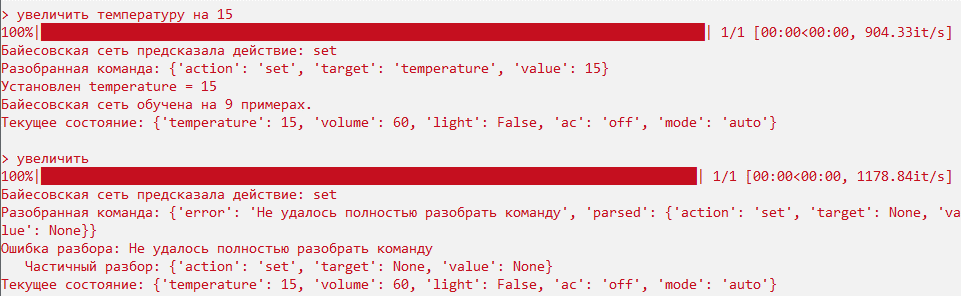 > увеличить температуру на 15
100%|██████████| 1/1 [00:00<00:00, 904.33it/s]
Байесовская сеть предсказала действие: set
Разобранная команда: {'action': 'set', 'target': 'temperature', 'value': 15}
Установлен temperature = 15
Байесовская сеть обучена на 9 примерах.
Текущее состояние: {'temperature': 15, 'volume': 60, 'light': False, 'ac': 'off', 'mode': 'auto'}
> увеличить
100%|██████████| 1/1 [00:00<00:00, 1178.84it/s]
Байесовская сеть предсказала действие: set
Разобранная команда: {'error': 'Не удалось полностью разобрать команду', 'parsed': {'action': 'set', 'target': None, 'va
lue': None}}
Ошибка разбора: Не удалось полностью разобрать команду
Частичный разбор: {'action': 'set', 'target': None, 'value': None}
Текущее состояние: {'temperature': 15, 'volume': 60, 'light': False, 'ac': 'off', 'mode': 'auto'}